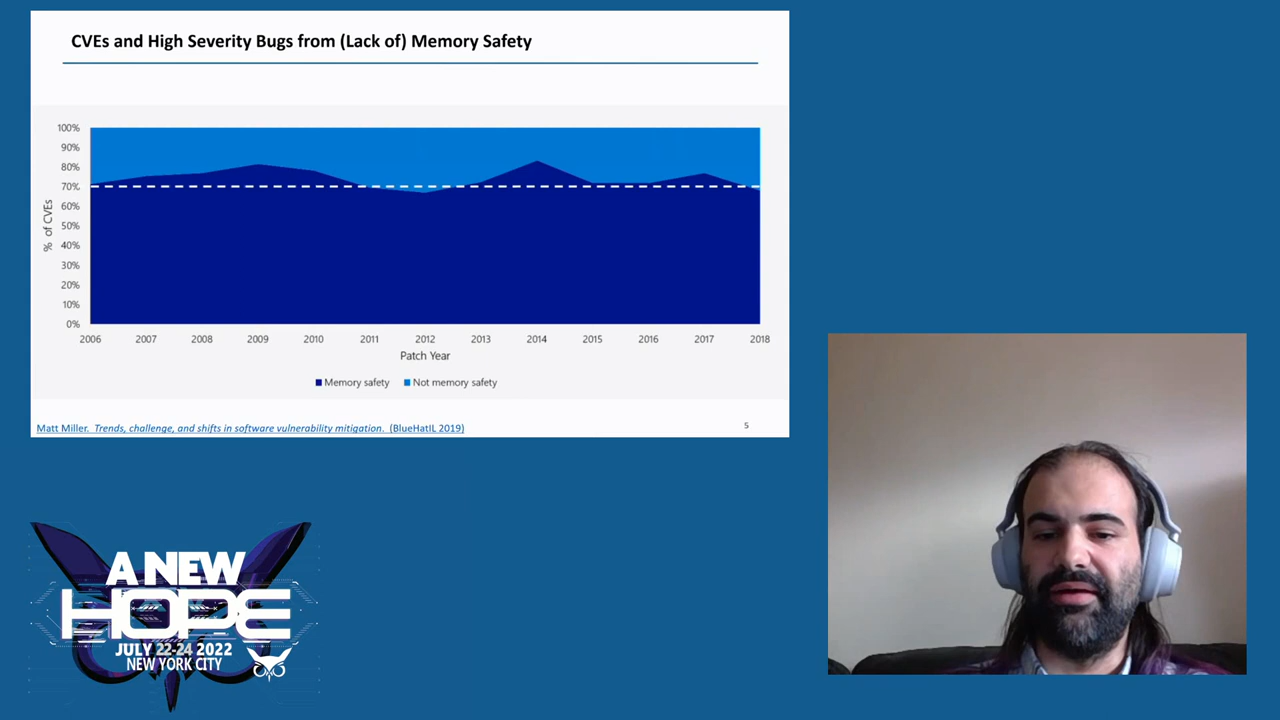 CVEs and High Severity Bugs from (Lack of) Memory Safety
100%
90%
80%
70%
60%
50%
40%
30%
20%
10%
0%
% of CVEs
2006 2007 2008 2009 2010 2011 2012 2013 2014 2015 2016 2017 2018
Patch Year
Memory safety Not memory safety
Matt Miller. Trends, challenge, and shifts in software vulnerability mitigation. (BlueHatIL 2019)
5
A NEW
HOPE
JULY 22-24 2022
NEW YORK CITY